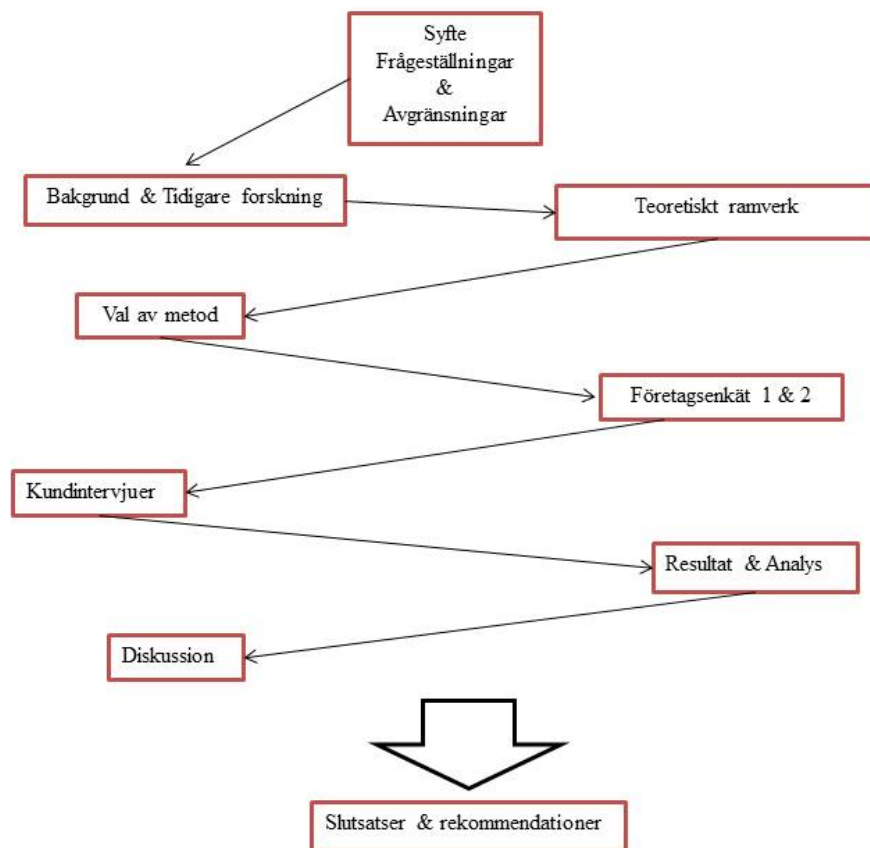 Syfte
Frågeställningar
&
Avgränsningar
Bakgrund & Tidigare forskning
Teoretiskt ramverk
Val av metod
Företagsenkät 1 & 2
Kundintervjuer
Resultat & Analys
Diskussion
Slutsatser & rekommendationer